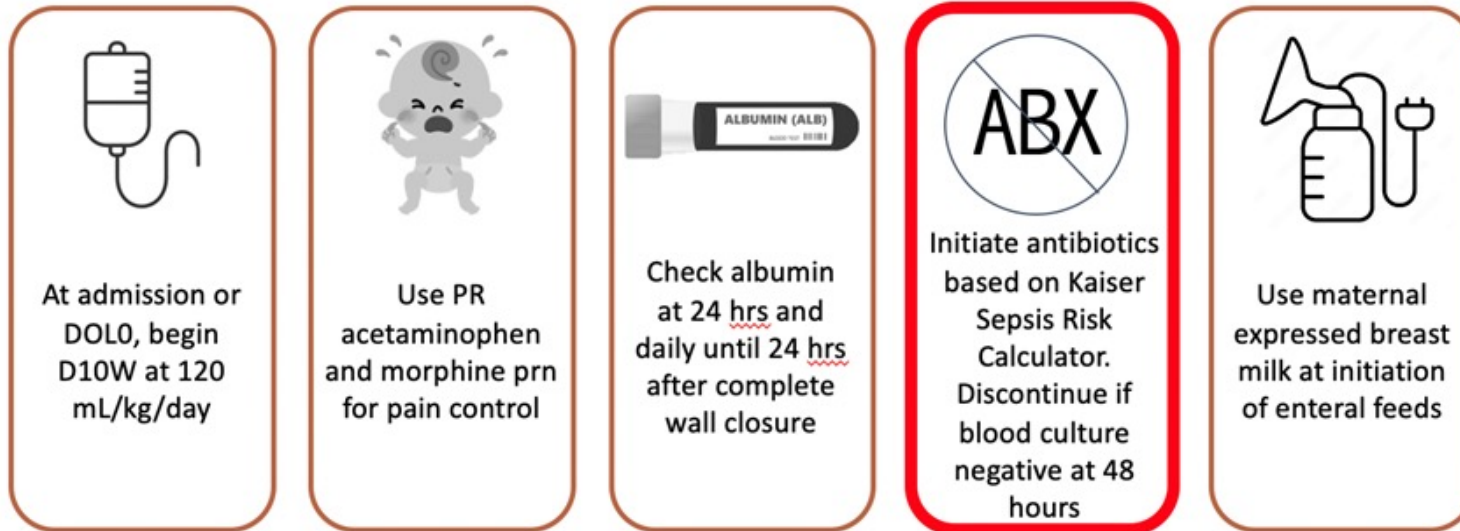 At admission or
DOL0, begin
D10W at 120
mL/kg/day
Use PR
acetaminophen
and morphine prn
for pain control
ALBUMIN (ALB)
BLOOD TEST
Check albumin
at 24 hrs and
daily until 24 hrs
after complete
wall closure
ABX
Initiate antibiotics
based on Kaiser
Sepsis Risk
Calculator.
Discontinue if
blood culture
negative at 48
hours
Use maternal
expressed breast
milk at initiation
of enteral feeds